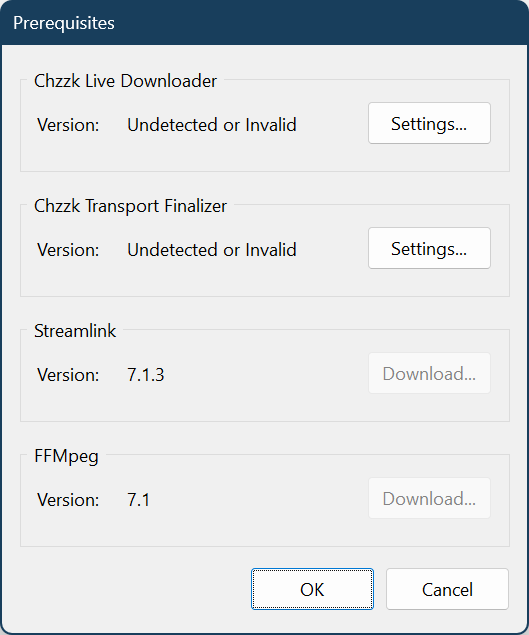 Prerequisites
Chzzk Live Downloader
Version: Undetected or Invalid Settings...
Chzzk Transport Finalizer
Version: Undetected or Invalid Settings...
Streamlink
Version: 7.1.3 Download...
FFMpeg
Version: 7.1 Download...
OK Cancel